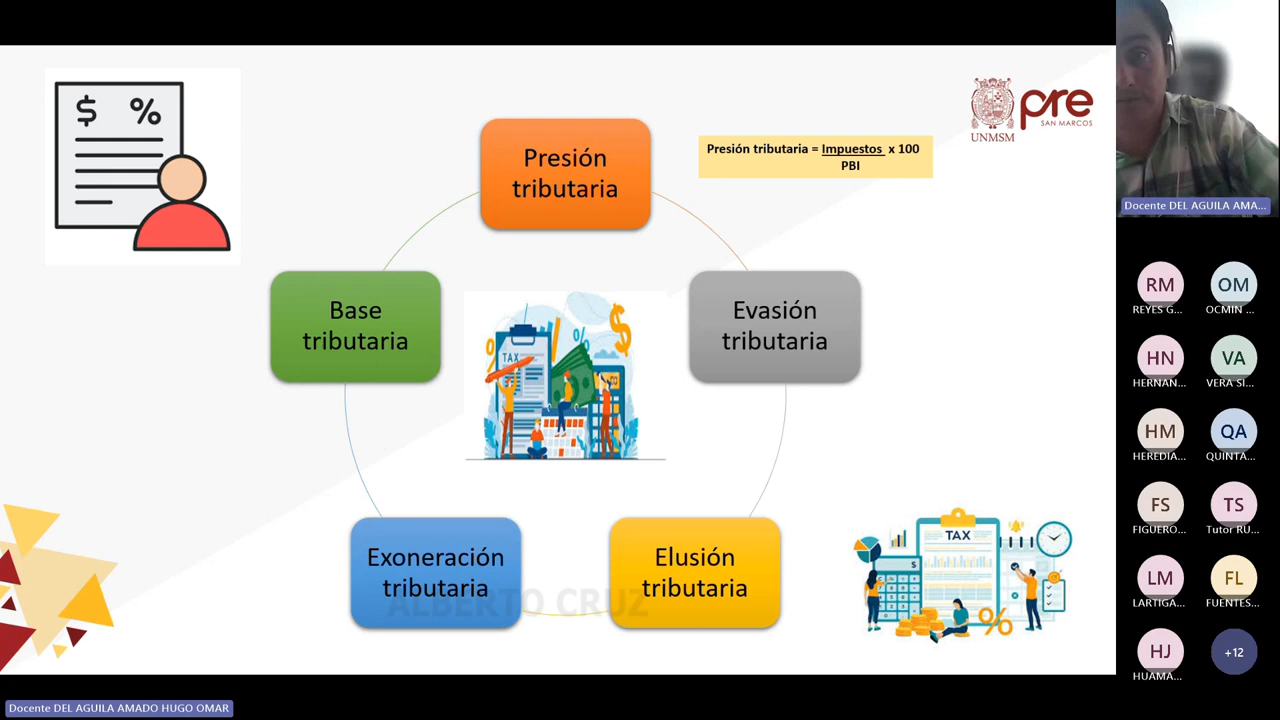 $ %
Presión
tributaria
Presión tributaria = Impuestos x 100
PBI
UNMSM
pre
SAN MARCOS
Base
tributaria
Evasión
tributaria
TAX
%
$
Exoneración
tributaria
Elusión
tributaria
ALBERTO CRUZ
TAX
$
%
Docente DEL AGUILA AMADO HUGO OMAR
Docente DEL AGUILA AMA...
RM
REYES G...
OM
OCMIN ...
HN
HERNAN...
VA
VERA SI...
HM
HEREDIA...
QA
QUINTA...
FS
FIGUERO...
TS
Tutor RU...
LM
LARTIGA...
FL
FUENTES...
HJ
HUAMA...
+12